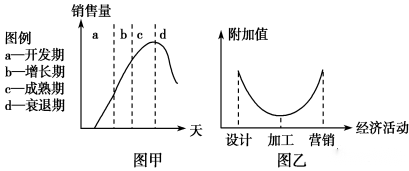 销售量
图例
a—开发期
b—增长期
c—成熟期
d—衰退期
a b c d
天
图甲
附加值
经济活动
设计 加工 营销
图乙